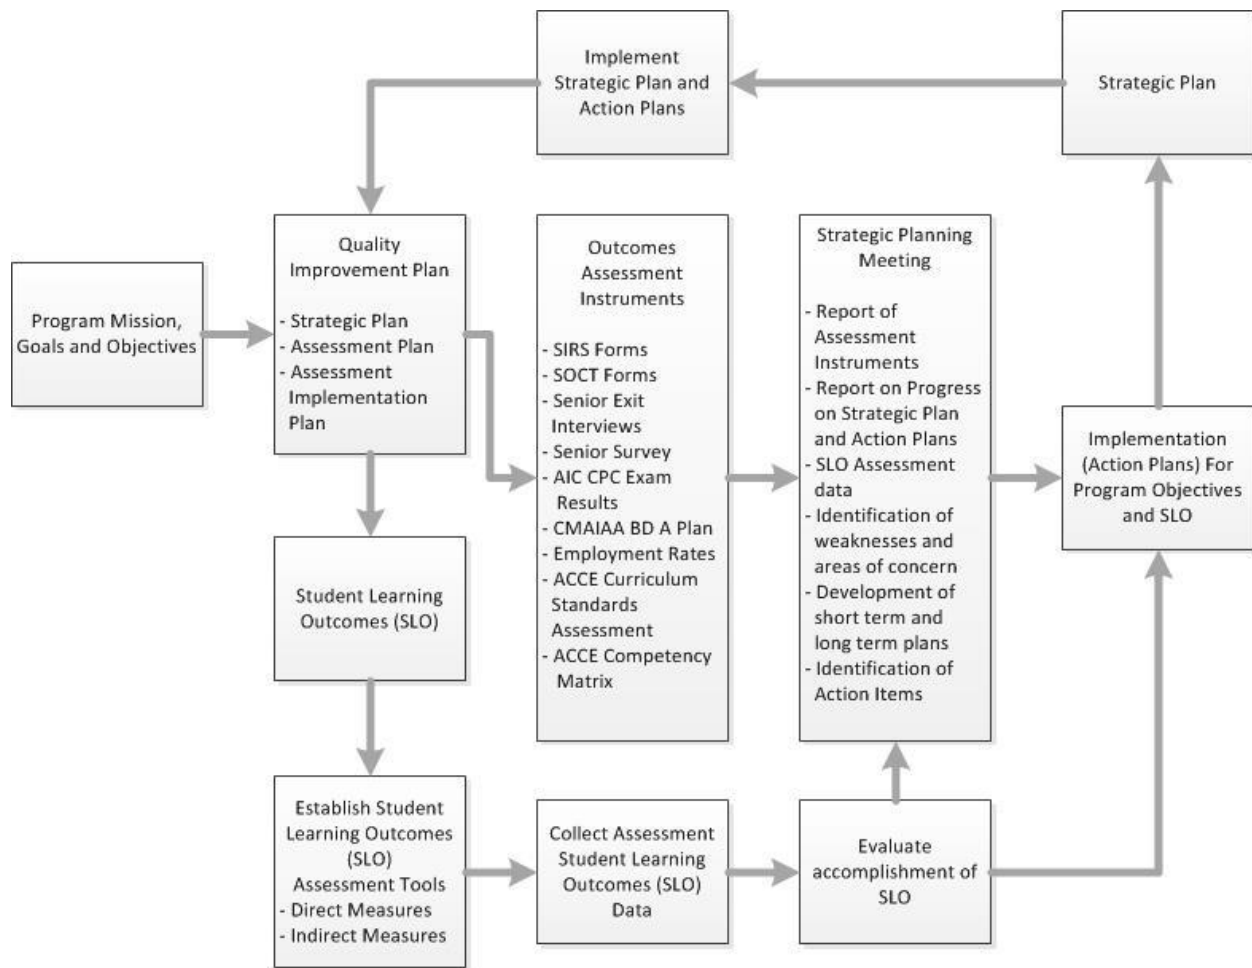 Implement
Strategic Plan and
Action Plans
Strategic Plan
Program Mission,
Goals and Objectives
Quality
Improvement Plan
- Strategic Plan
- Assessment Plan
- Assessment
Implementation
Plan
Outcomes
Assessment
Instruments
- SIRS Forms
- SOCT Forms
- Senior Exit
Interviews
- Senior Survey
- AIC CPC Exam
Results
- CMAIAA BD A Plan
- Employment Rates
- ACCE Curriculum
Standards
Assessment
- ACCE Competency
Matrix
Strategic Planning
Meeting
- Report of
Assessment
Instruments
- Report on Progress
on Strategic Plan
and Action Plans
- SLO Assessment
data
- Identification of
weaknesses and
areas of concern
- Development of
short term and
long term plans
- Identification of
Action Items
Implementation
(Action Plans) For
Program Objectives
and SLO
Student Learning
Outcomes (SLO)
Establish Student
Learning Outcomes
(SLO)
Assessment Tools
- Direct Measures
- Indirect Measures
Collect Assessment
Student Learning
Outcomes (SLO)
Data
Evaluate
accomplishment of
SLO